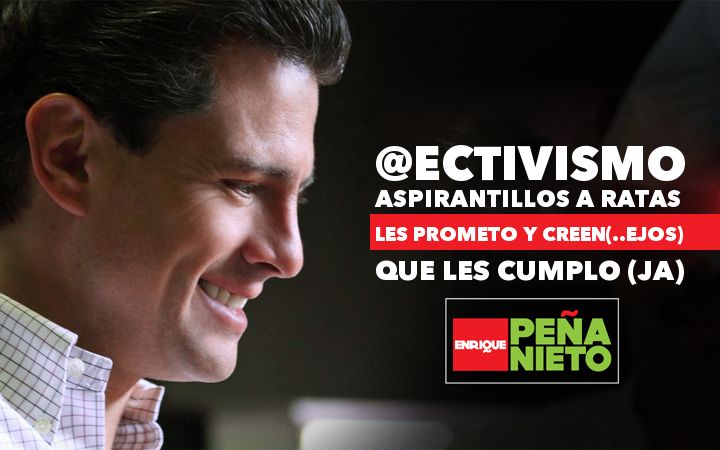 @ECTIVISMO
ASPIRANTILLOS A RATAS
LES PROMETO Y CREEN(..EJOS)
QUE LES CUMPLO (JA)
ENRIQUE
PEÑA
NIETO